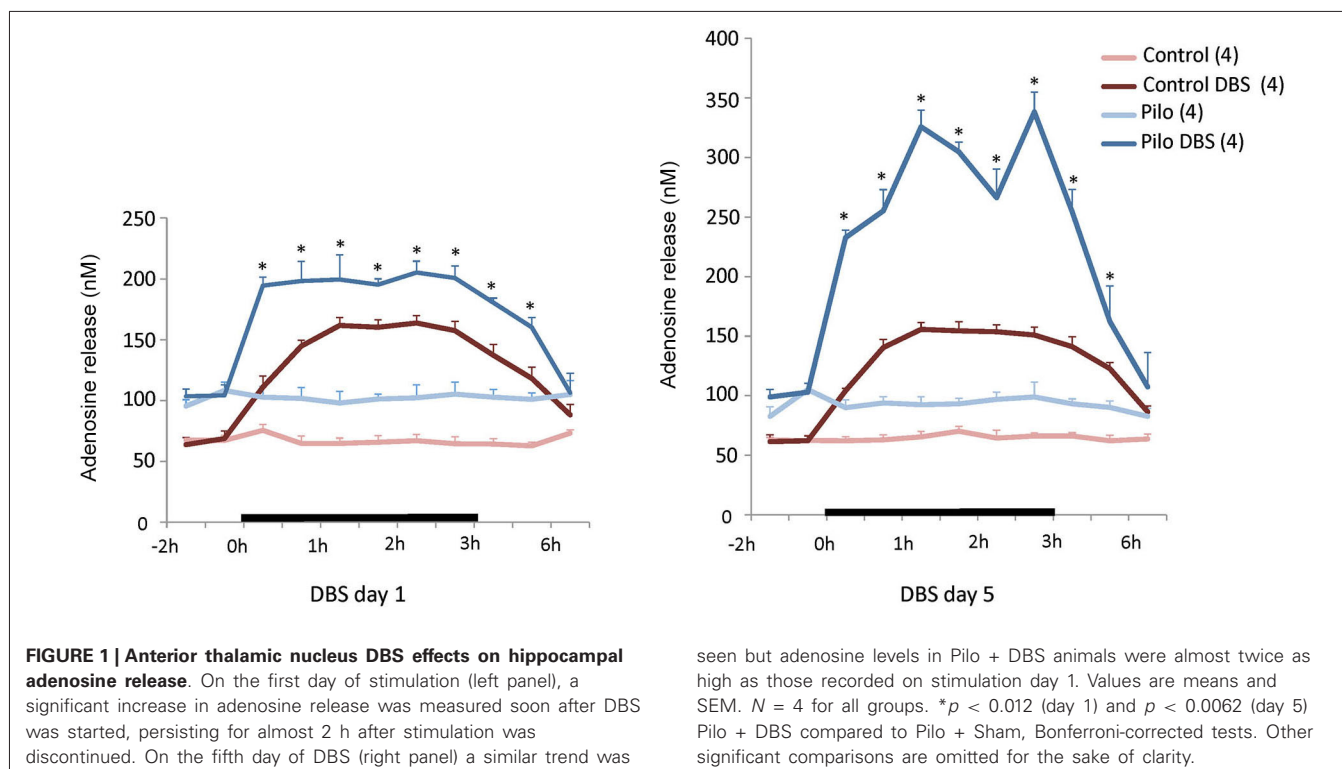 250
200
150
100
50
0
Adenosine release (nM)
* * * * * * * *
-2h 0h 1h 2h 3h 6h
DBS day 1
400
350
300
250
200
150
100
50
0
Adenosine release (nM)
* * * * * * * *
-2h 0h 1h 2h 3h 6h
DBS day 5
Control (4)
Control DBS (4)
Pilo (4)
Pilo DBS (4)
FIGURE 1 | Anterior thalamic nucleus DBS effects on hippocampal
adenosine release. On the first day of stimulation (left panel), a
significant increase in adenosine release was measured soon after DBS
was started, persisting for almost 2 h after stimulation was
discontinued. On the fifth day of DBS (right panel) a similar trend was
seen but adenosine levels in Pilo + DBS animals were almost twice as
high as those recorded on stimulation day 1. Values are means and
SEM. N = 4 for all groups. *p < 0.012 (day 1) and p < 0.0062 (day 5)
Pilo + DBS compared to Pilo + Sham, Bonferroni-corrected tests. Other
significant comparisons are omitted for the sake of clarity.